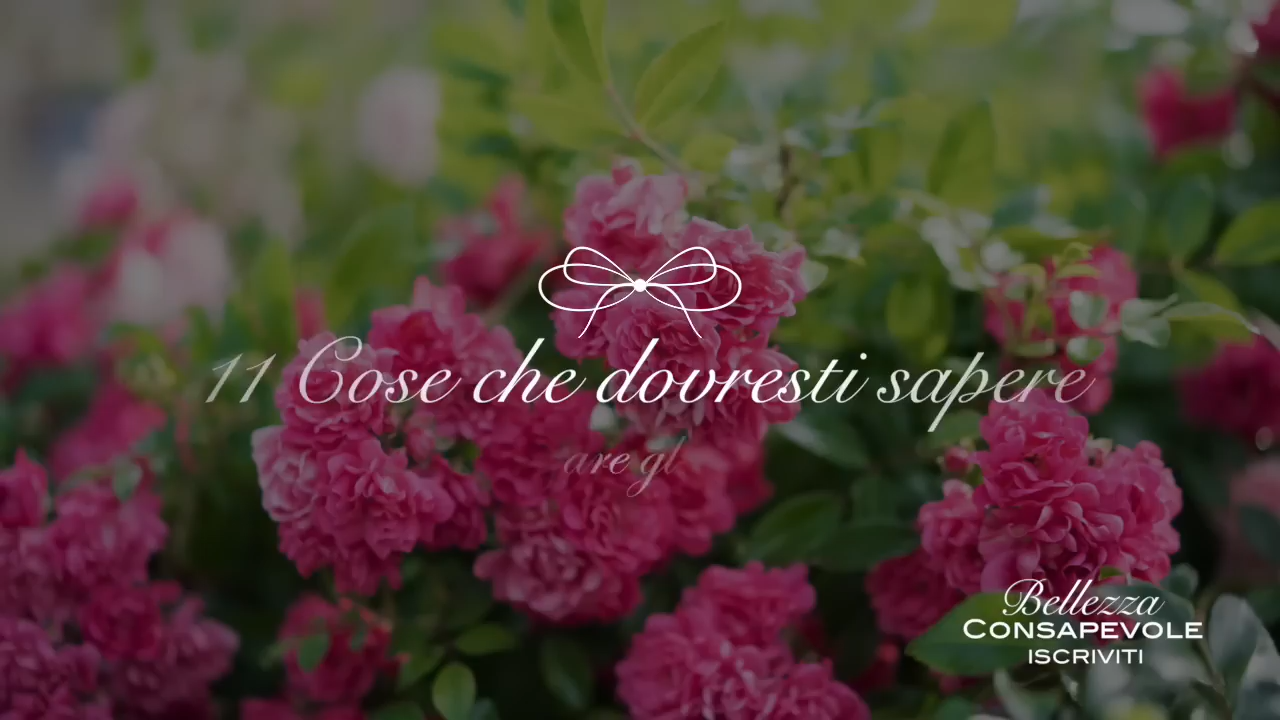 11 Cose che dovresti sapere
Bellezza
CONSAPEVOLE
ISCRIVITI